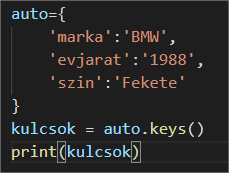 auto={
    'marka':'BMW',
    'evjarat':'1988',
    'szin':'Fekete'
}
kulcsok = auto.keys()
print(kulcsok)